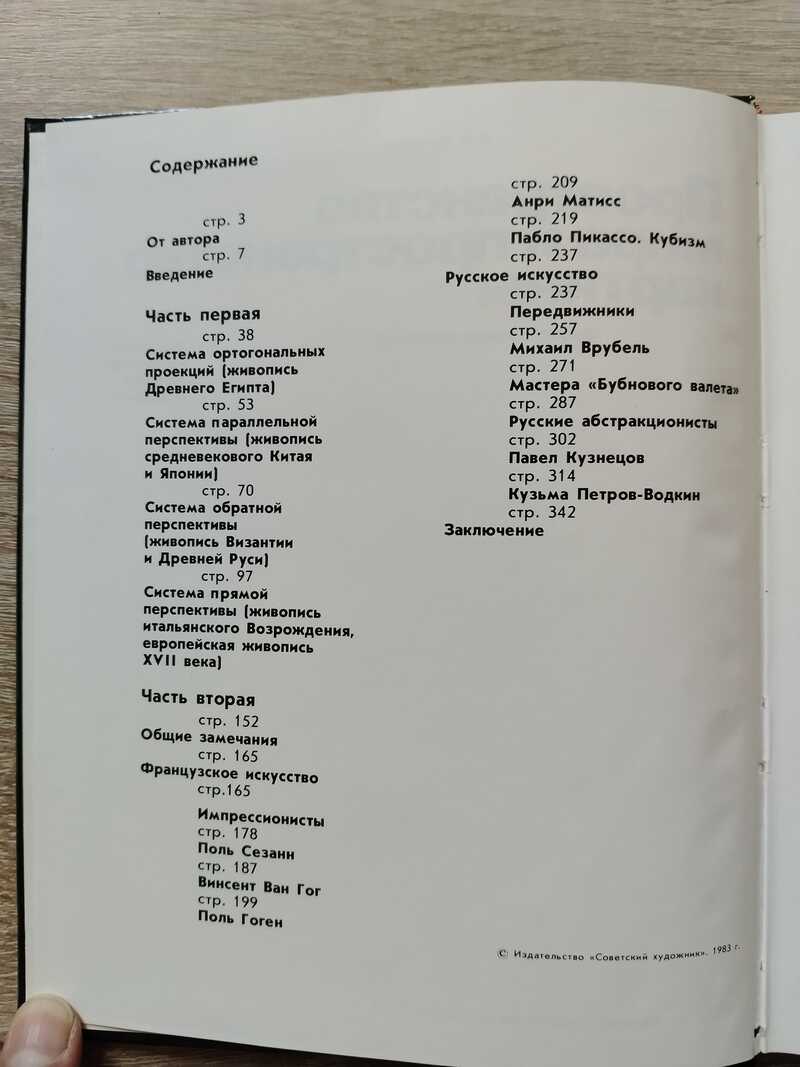 Содержание
стр. 3
От автора
стр. 7
Введение
Часть первая
стр. 38
Система ортогональных
проекций (живопись
Древнего Египта)
стр. 53
Система параллельной
перспективы (живопись
средневекового Китая
и Японии)
стр. 70
Система обратной
перспективы
(живопись Византии
и Древней Руси)
стр. 97
Система прямой
перспективы (живопись
итальянского Возрождения,
европейская живопись
XVII века)
Часть вторая
стр. 152
Общие замечания
стр. 165
Французское искусство
стр.165
Импрессионисты
стр. 178
Поль Сезанн
стр. 187
Винсент Ван Гог
стр. 199
Поль Гоген
стр. 209
Анри Матисс
стр. 219
Пабло Пикассо. Кубизм
стр. 237
Русское искусство
стр. 237
Передвижники
стр. 257
Михаил Врубель
стр. 271
Мастера «Бубнового валета»
стр. 287
Русские абстракционисты
стр. 302
Павел Кузнецов
стр. 314
Кузьма Петров-Водкин
стр. 342
Заключение
© Издательство «Советский художник». 1983 г.